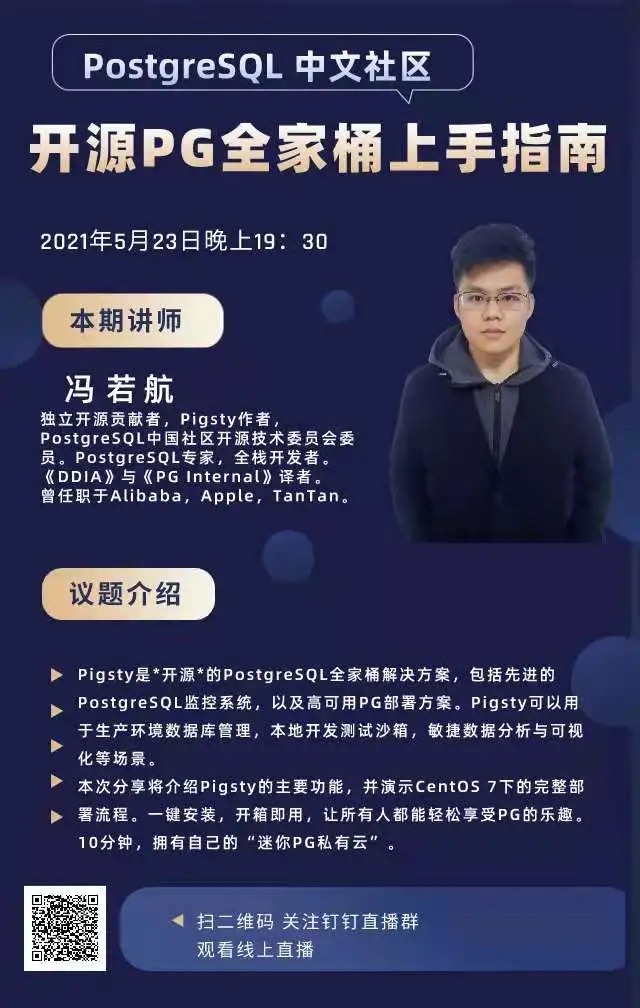 PostgreSQL 中文社区
开源PG全家桶上手指南
2021年5月23日晚上19：30
本期讲师
冯若航
独立开源贡献者，Pigsty作者，
PostgreSQL中国社区开源技术委员会委
员。PostgreSQL专家，全栈开发者。
《DDIA》与《PG Internal》译者。
曾任职于Alibaba，Apple，TanTan。
议题介绍
Pigsty是*开源*的PostgreSQL全家桶解决方案，包括先进的
PostgreSQL监控系统，以及高可用PG部署方案。Pigsty可以用
于生产环境数据库管理，本地开发测试沙箱，敏捷数据分析与可视
化等场景。
本次分享将介绍Pigsty的主要功能，并演示CentOS 7下的完整部
署流程。一键安装，开箱即用，让所有人都能轻松享受PG的乐趣。
10分钟，拥有自己的“迷你PG私有云”。
扫二维码 关注钉钉直播群
观看线上直播